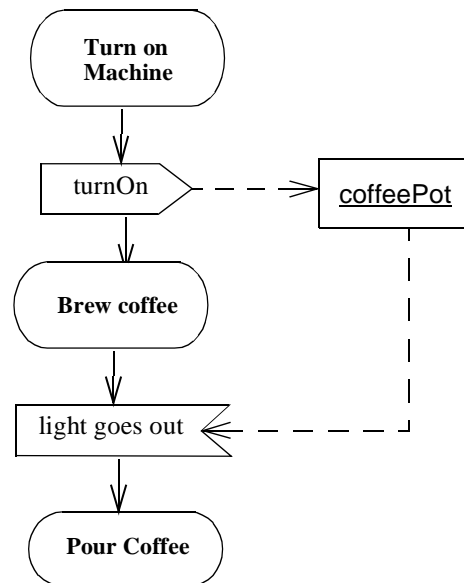 Turn on
Machine
turnOn
coffeePot
Brew coffee
light goes out
Pour Coffee